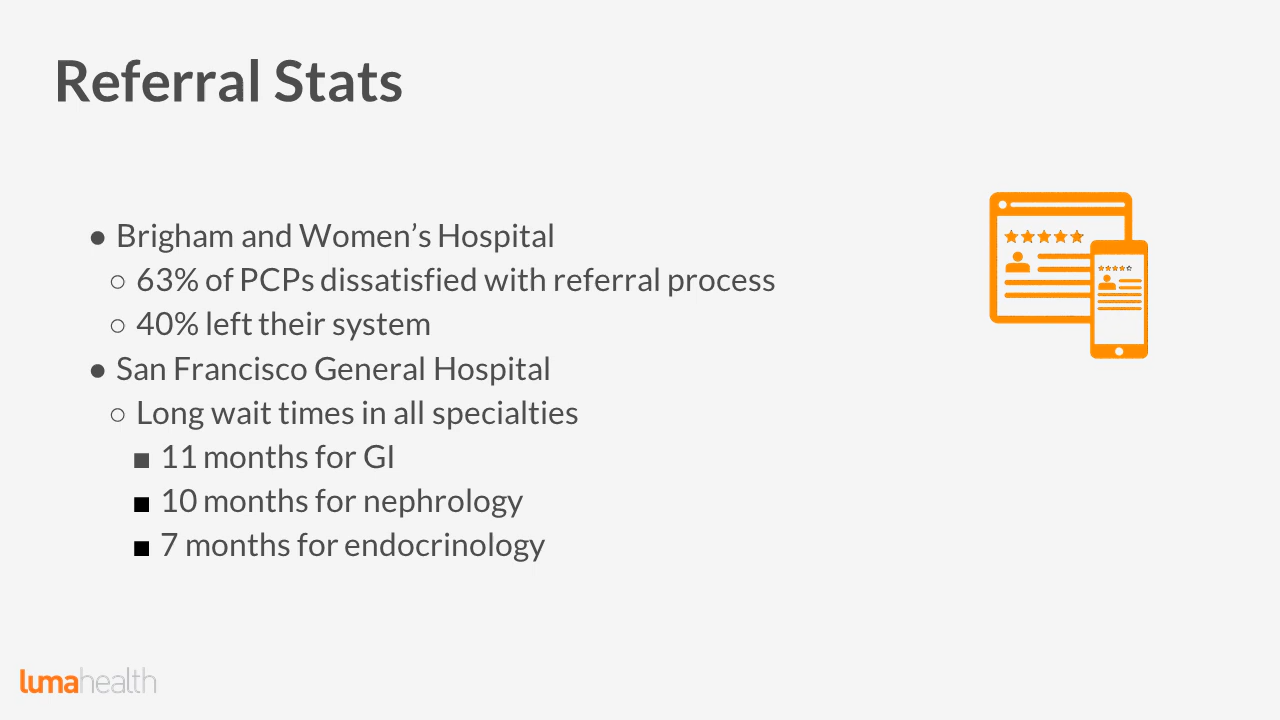 Referral Stats
● Brigham and Women’s Hospital
○ 63% of PCPs dissatisfied with referral process
○ 40% left their system
● San Francisco General Hospital
○ Long wait times in all specialties
■ 11 months for GI
■ 10 months for nephrology
■ 7 months for endocrinology
lumahealth